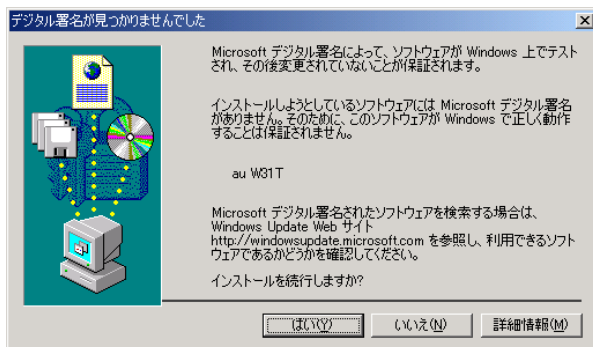 デジタル署名が見つかりませんでした
Microsoft デジタル署名によって、ソフトウェアが Windows 上でテスト
され、その後変更されていないことが保証されます。
インストールしようとしているソフトウェアには Microsoft デジタル署名
がありません。そのために、このソフトウェアが Windows で正しく動作
することは保証されません。
au W31T
Microsoft デジタル署名されたソフトウェアを検索する場合は、
Windows Update Web サイト
http://windowsupdate.microsoft.com を参照し、利用できるソフト
ウェアであるかどうかを確認してください。
インストールを続行しますか?
はい(Y) いいえ(N) 詳細情報(M)